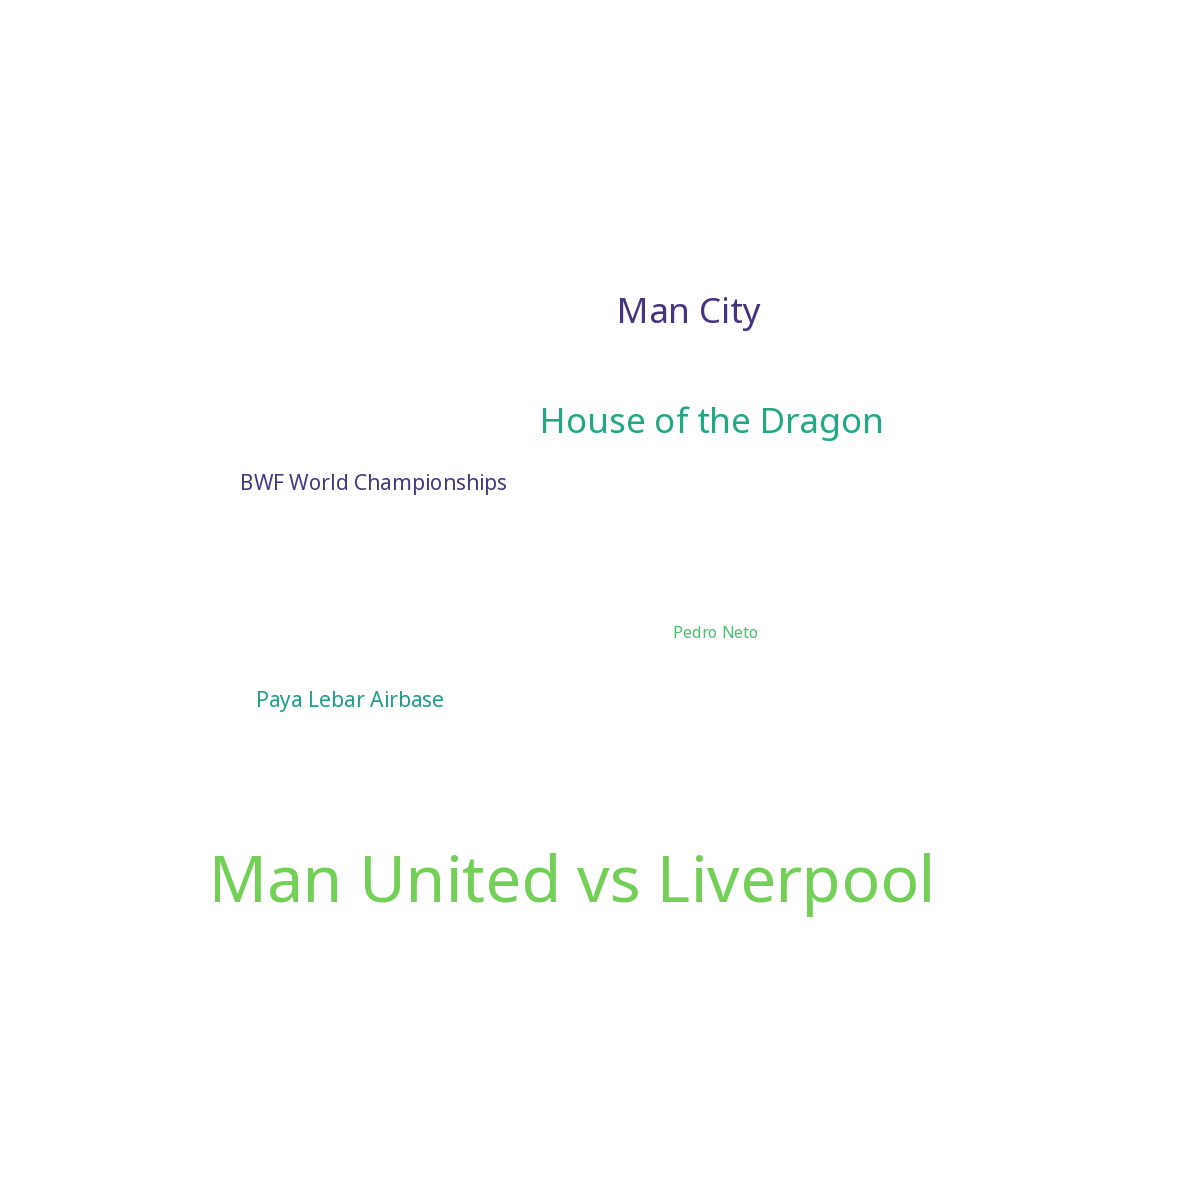 Man City
House of the Dragon
BWF World Championships
Pedro Neto
Paya Lebar Airbase
Man United vs Liverpool